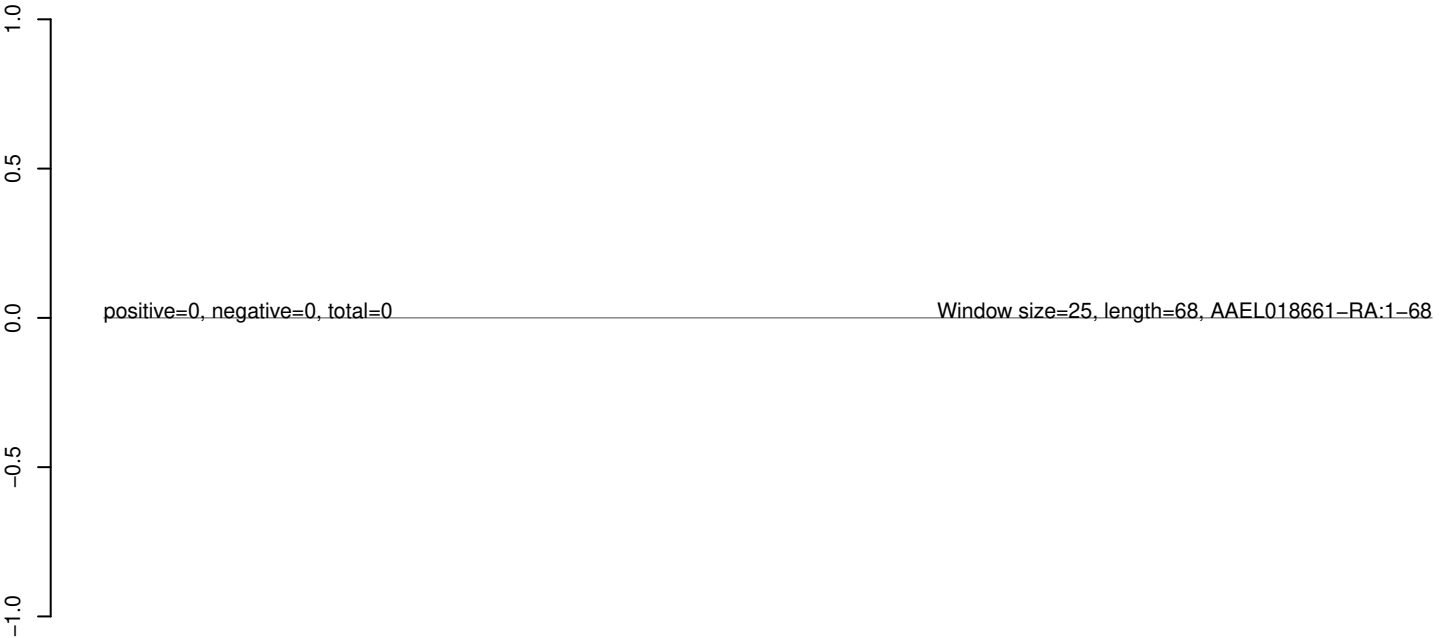 1.0
0.5
0.0
−0.5
−1.0
positive=0, negative=0, total=0
Window size=25, length=68, AAEL018661−RA:1−68